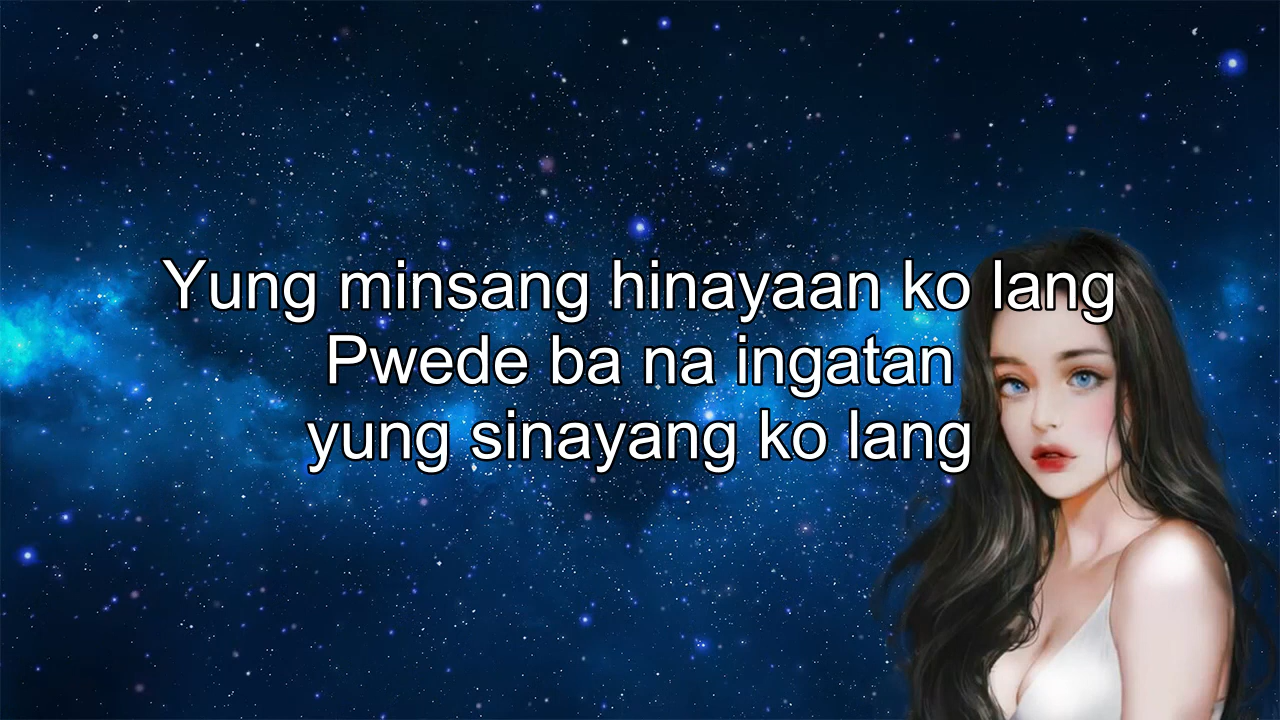 Yung minsang hinayaan ko lang
Pwede ba na ingatan
yung sinayang ko lang